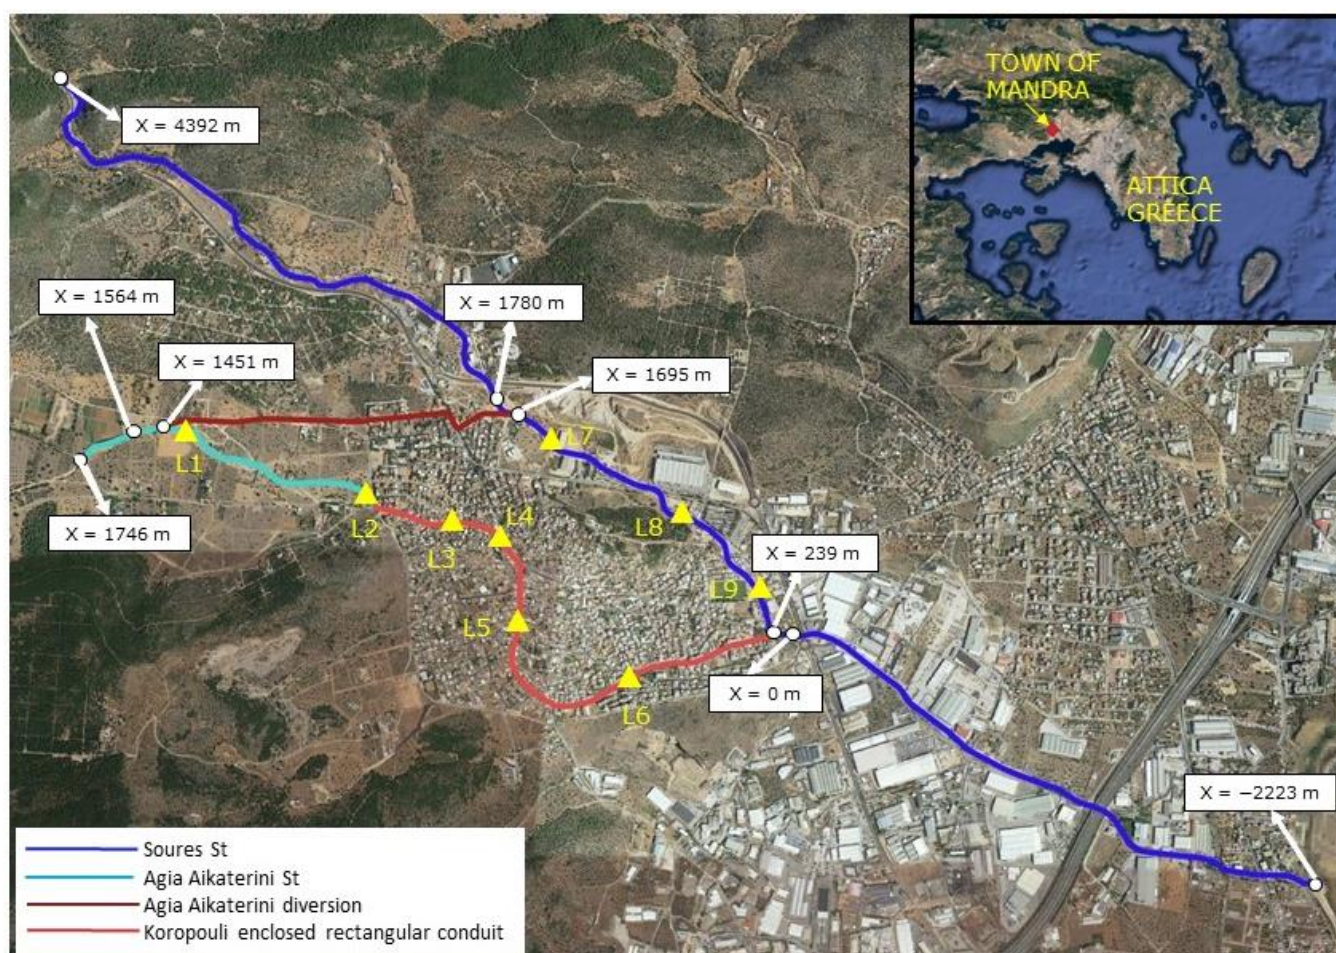 TOWN OF
MANDRA
ATTICA
GREECE
X = 4392 m
X = 1564 m
X = 1780 m
X = 1451 m
X = 1695 m
L1
L7
X = 1746 m
L2
L3
L4
L8
X = 239 m
L9
L5
X = 0 m
L6
X = −2223 m
Soures St
Agia Aikaterini St
Agia Aikaterini diversion
Koropouli enclosed rectangular conduit